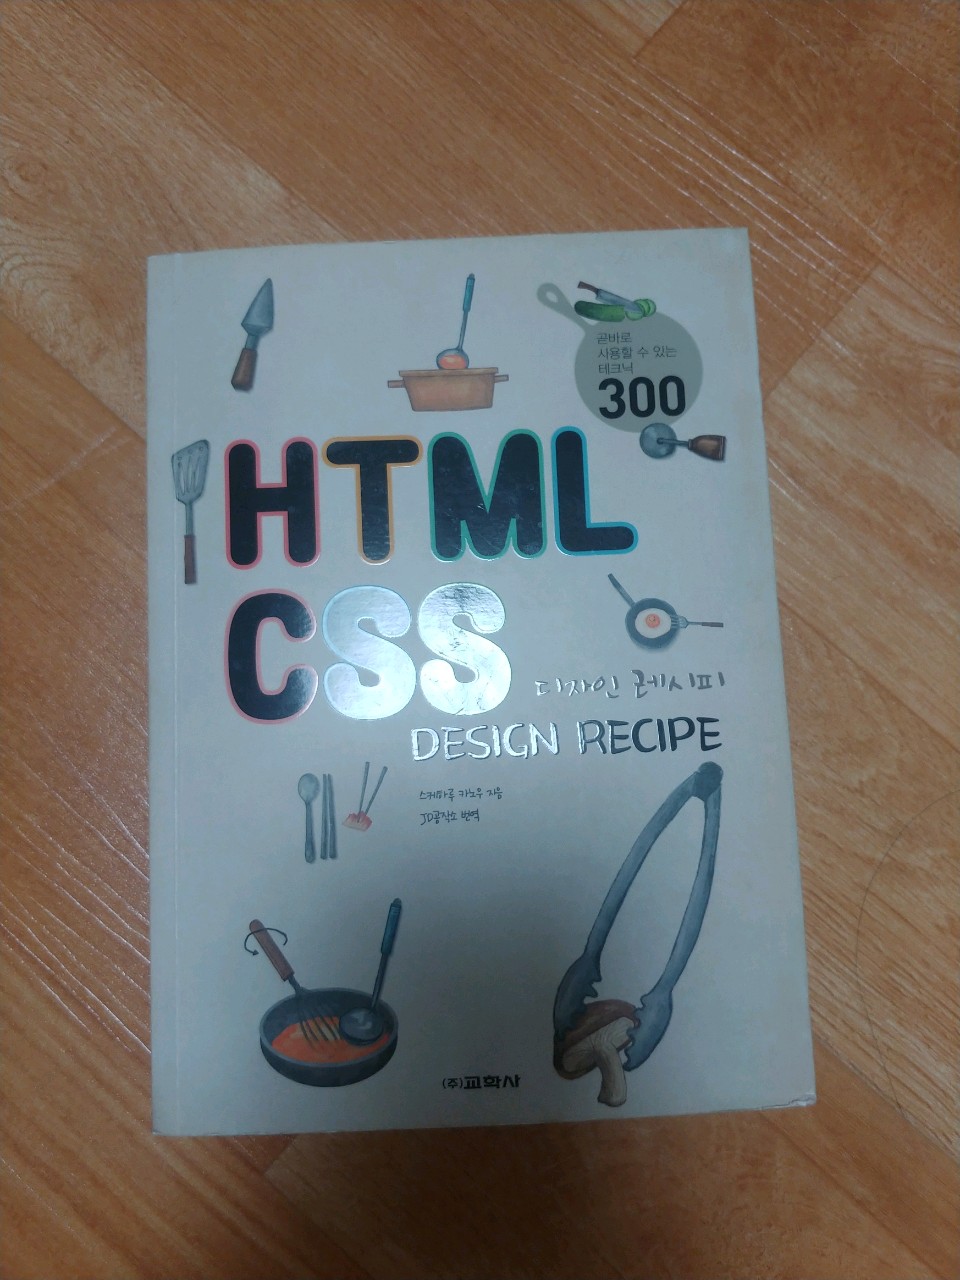 곧바로
사용할 수 있는
테크닉
300
HTML
CSS
디자인 레시피
DESIGN RECIPE
스케하루 카노우 지음
JD공작소 번역
(주)교학사